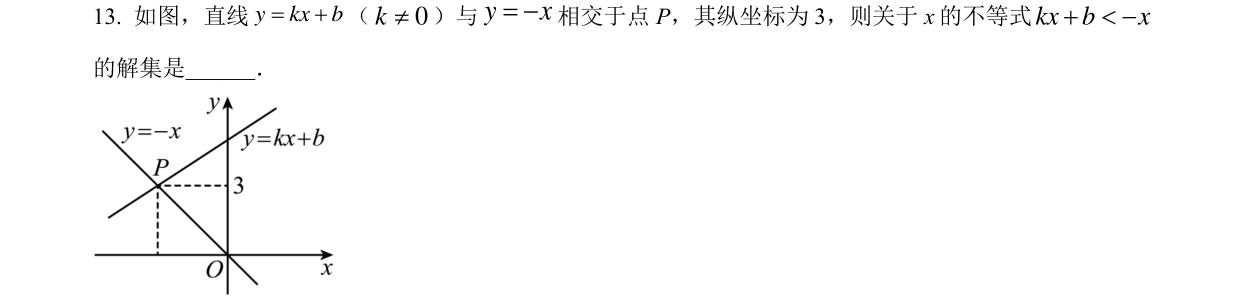 13. 如图，直线 y = kx + b（k ≠ 0）与 y = −x 相交于点 P，其纵坐标为 3，则关于 x 的不等式 kx + b < −x
的解集是______．
y
y=−x
y=kx+b
P
3
O
x